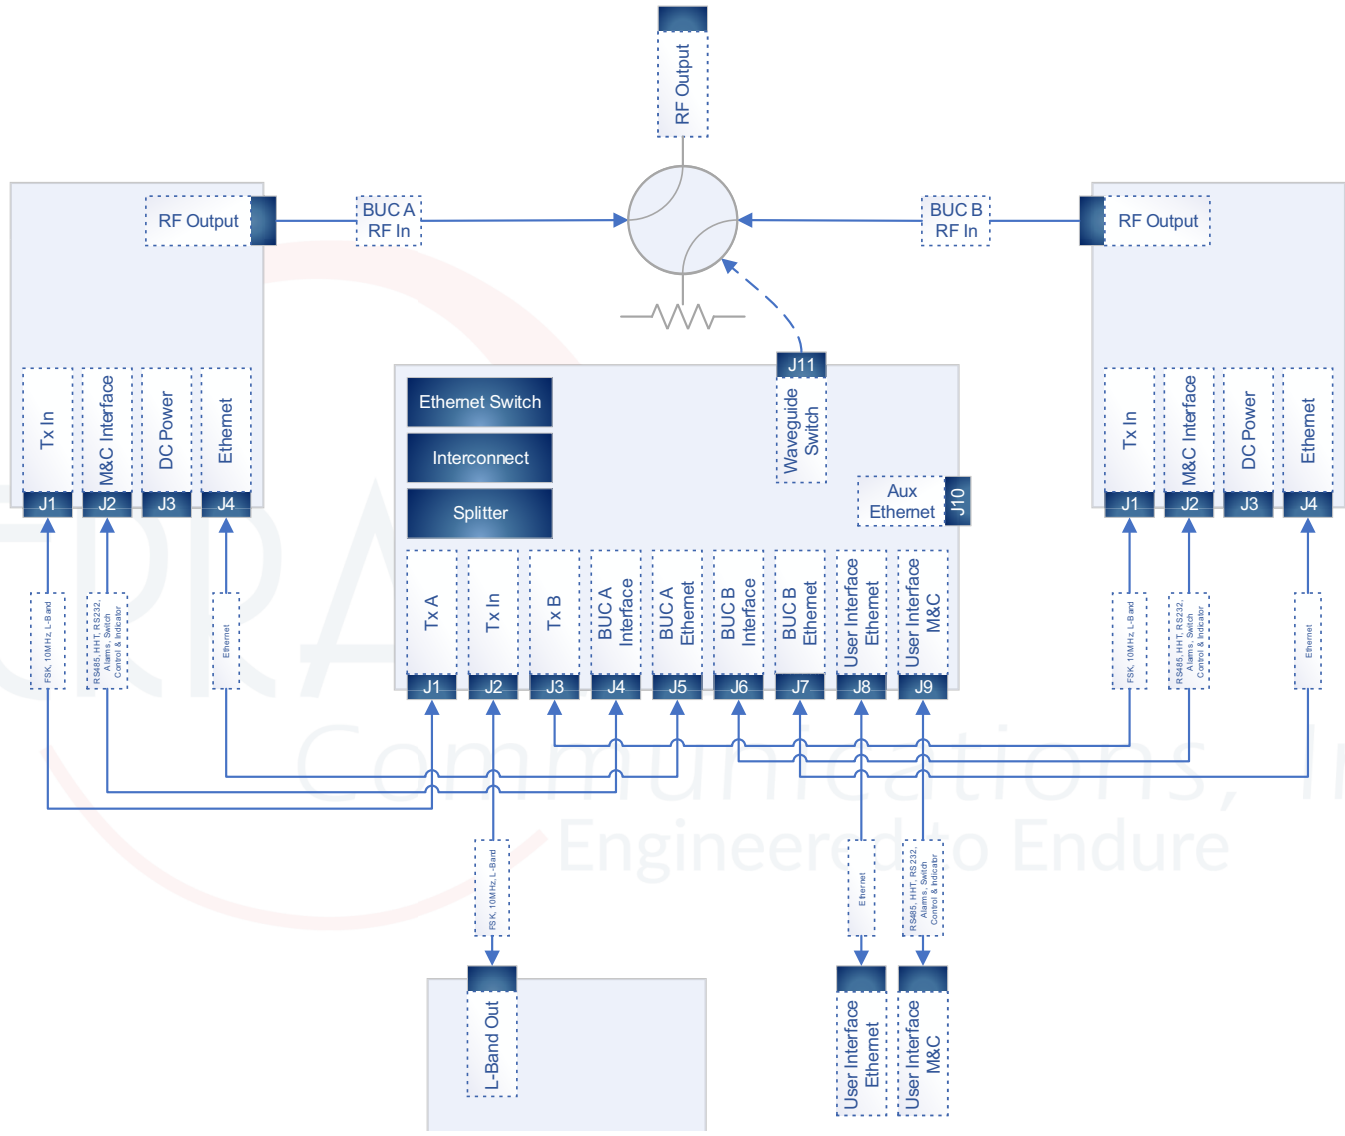 RF Output
RF Output
BUC A
RF In
BUC B
RF In
RF Output
Tx In
M&C Interface
DC Power
Ethernet
J1
J2
J3
J4
Ethernet Switch
Interconnect
Splitter
J11
Waveguide
Switch
Aux
Ethernet
J10
Tx In
M&C Interface
DC Power
Ethernet
J1
J2
J3
J4
Tx A
Tx In
Tx B
BUC A
Interface
BUC A
Ethernet
BUC B
Interface
BUC B
Ethernet
User Interface
Ethernet
User Interface
M&C
J1
J2
J3
J4
J5
J6
J7
J8
J9
FSK, 10MHz, L-Band
RS485, HHT, RS232,
Alarms, Switch
Control & Indicator
Ethernet
FSK, 10MHz, L-Band
RS485, HHT, RS232,
Alarms, Switch
Control & Indicator
Ethernet
ERRA
Communications, In
Engineered to Endure
FSK, 10MHz, L-Band
Ethernet
RS485, HHT, RS232,
Alarms, Switch
Control & Indicator
L-Band Out
User Interface
Ethernet
User Interface
M&C